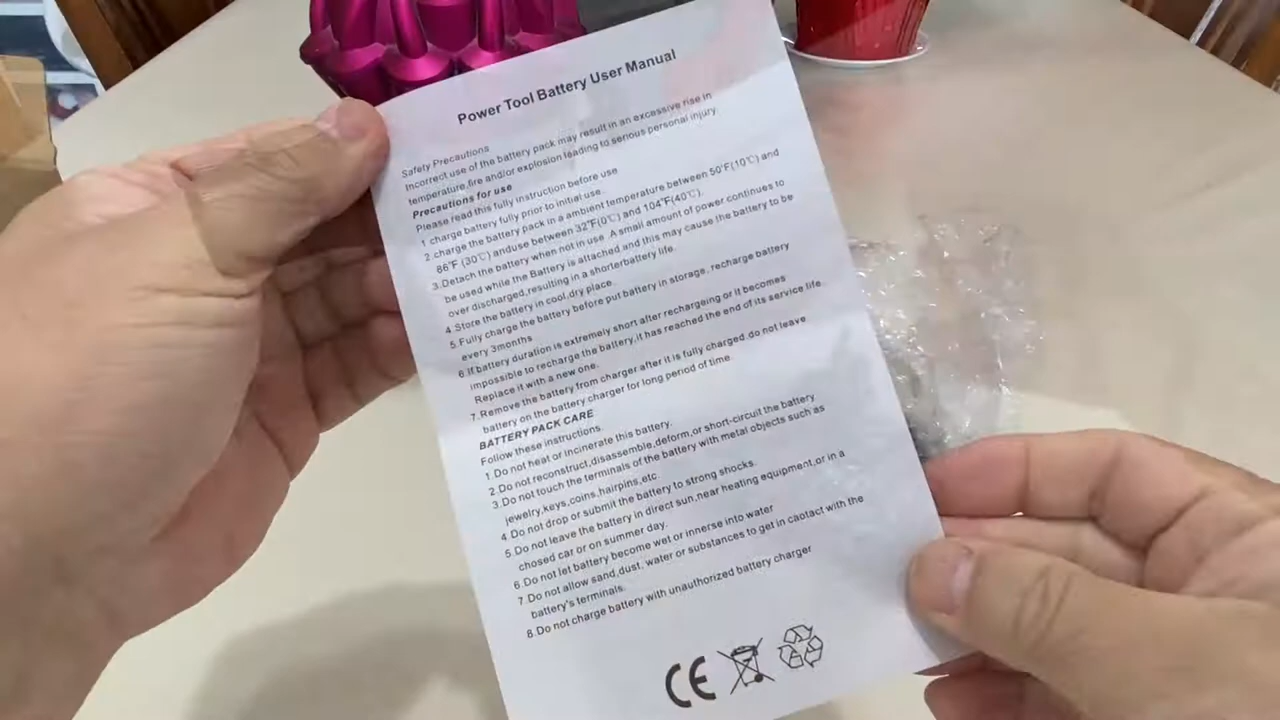 Power Tool Battery User Manual
Safety Precautions
Incorrect use of the battery pack may result in an excessive rise in
temperature,fire and/or explosion leading to serious personal injury.
Precautions for use
Please read this fully instruction before use
1.charge battery fully prior to initial use.
2.charge the battery pack in a ambient temperature between 50°F(10℃) and
86°F (30℃) anduse between 32°F(0℃) and 104°F(40℃).
3.Detach the battery when not in use .A small amount of power continues to
be used while the Battery is attached,and this may cause the battery to be
over discharged,resulting in a shorterbattery life.
4.Store the battery in cool,dry place.
5.Fully charge the battery before put battery in storage, recharge battery
every 3months
6.If battery duration is extremely short after rechargeing or it becomes
impossible to recharge the battery,it has reached the end of its service life.
Replace it with a new one.
7.Remove the battery from charger after it is fully charged,do not leave
battery on the battery charger for long period of time.
BATTERY PACK CARE
Follow these instructions.
1. Do not heat or incinerate this battery.
2. Do not reconstruct,disassemble,deform,or short-circuit the battery
3.Do not touch the terminals of the battery with metal objects such as
jewelry,keys,coins,hairpins,etc.
4 Do not drop or submit the battery to strong shocks.
5.Do not leave the battery in direct sun,near heating equipment,or in a
chosed car or on summer day.
6.Do not let battery become wet or innerse into water
7.Do not allow sand,dust, water or substances to get in caotact with the
battery's terminals.
8.Do not charge battery with unauthorized battery charger
CE